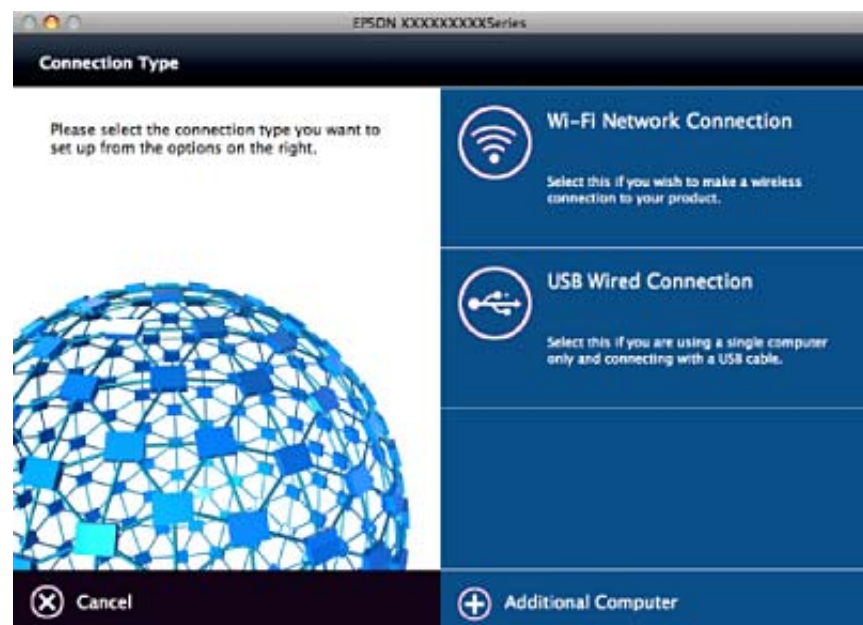 EPSON XXXXXXXXXSeries
Connection Type
Please select the connection type you want to
set up from the options on the right.
Wi-Fi Network Connection
Select this if you wish to make a wireless
connection to your product.
USB Wired Connection
Select this if you are using a single computer
only and connecting with a USB cable.
Cancel
Additional Computer